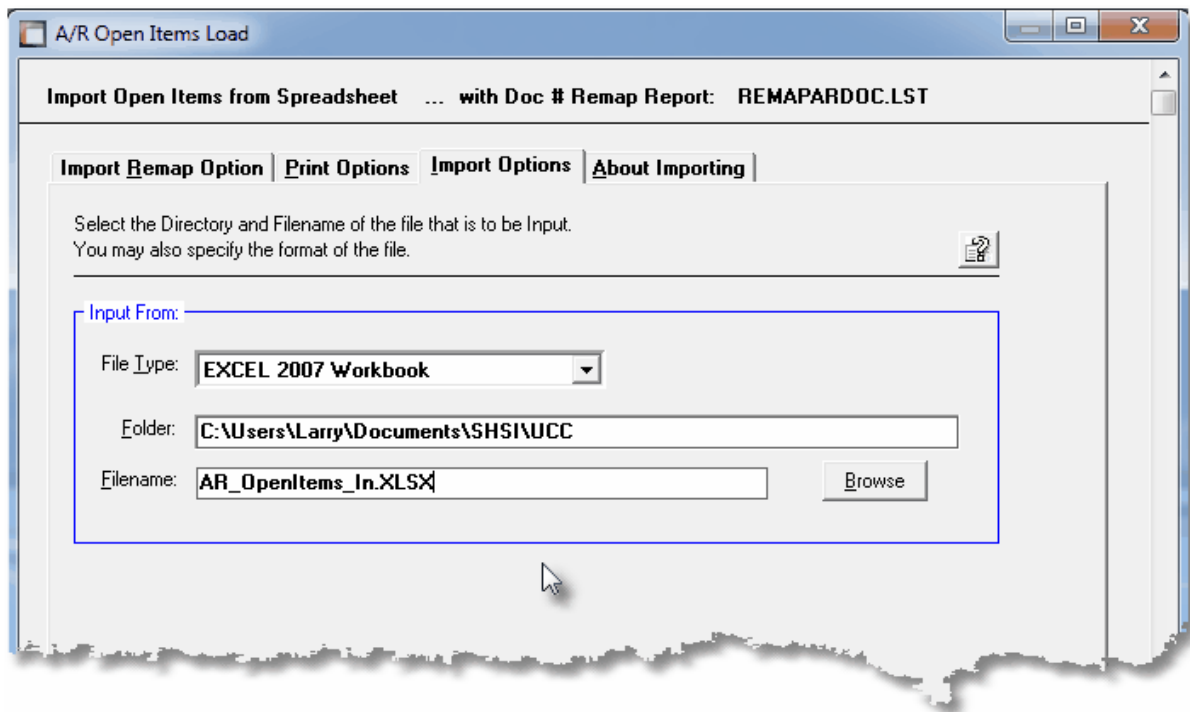 A/R Open Items Load
Import Open Items from Spreadsheet ... with Doc # Remap Report: REMAPARDOC.LST
Import Remap Option Print Options Import Options About Importing
Select the Directory and Filename of the file that is to be Input.
You may also specify the format of the file.
Input From:
File Type: EXCEL 2007 Workbook
Folder: C:\Users\Larry\Documents\SHSI\UCC
Filename: AR_OpenItems_In.XLSX Browse